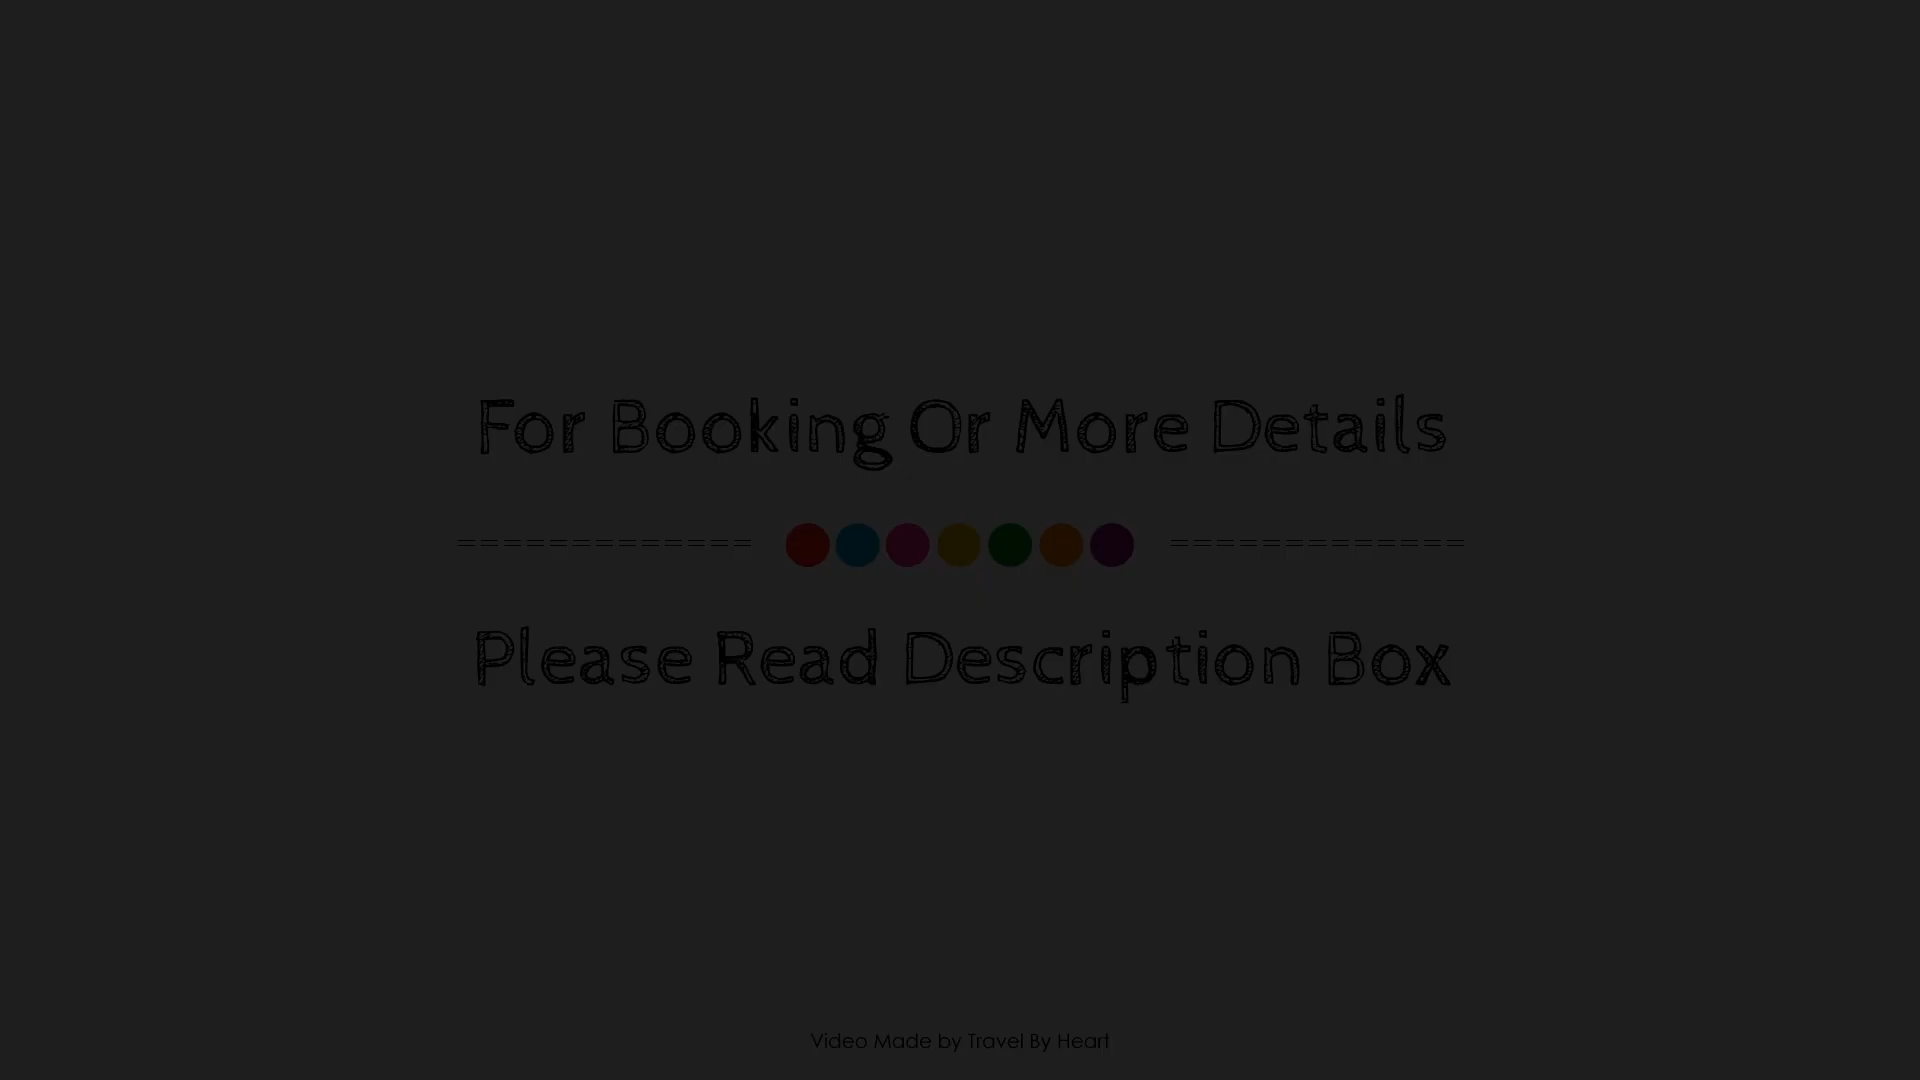 For Booking Or More Details
============= =============
Please Read Description Box
Video Made by Travel By Heart